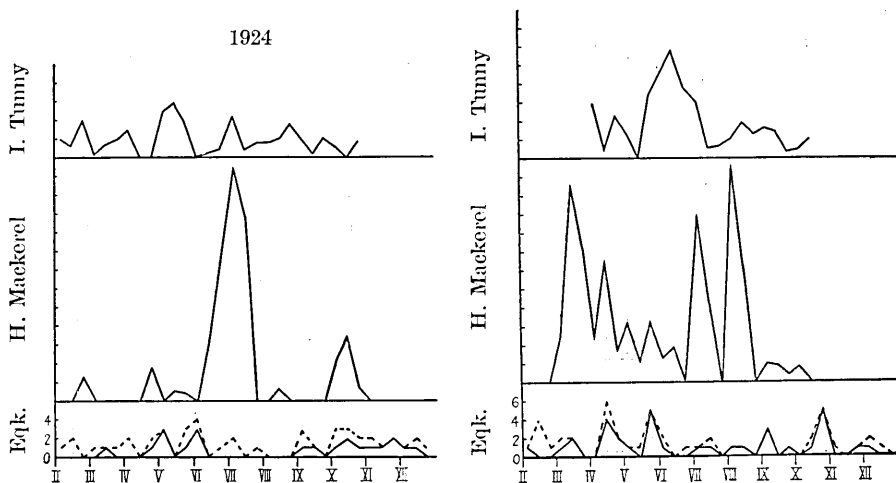 1924
I. Tunny
H. Mackerel
Eqk.
4
2
0
II III IV V VI VII VIII IX X XI XII
I. Tunny
H. Mackerel
Eqk.
6
4
2
0
II III IV V VI VII VIII IX X XI XII